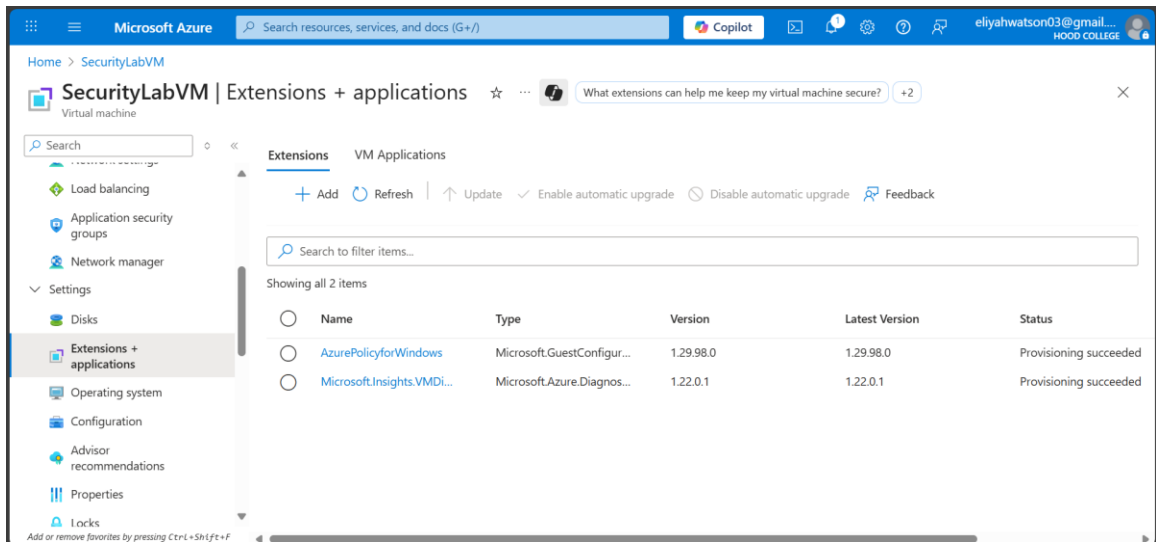 Microsoft Azure
Search resources, services, and docs (G+/)
Copilot
1
eliyahwatson03@gmail....
HOOD COLLEGE
Home > SecurityLabVM
SecurityLabVM | Extensions + applications
What extensions can help me keep my virtual machine secure?
+2
Virtual machine
Search
Load balancing
Application security
groups
Network manager
Settings
Disks
Extensions +
applications
Operating system
Configuration
Advisor
recommendations
Properties
Locks
Add or remove favorites by pressing Ctrl+Shift+F
Extensions VM Applications
Add Refresh Update Enable automatic upgrade Disable automatic upgrade Feedback
Search to filter items...
Showing all 2 items
Name Type Version Latest Version Status
AzurePolicyforWindows Microsoft.GuestConfigur... 1.29.98.0 1.29.98.0 Provisioning succeeded
Microsoft.Insights.VMDi... Microsoft.Azure.Diagnos... 1.22.0.1 1.22.0.1 Provisioning succeeded